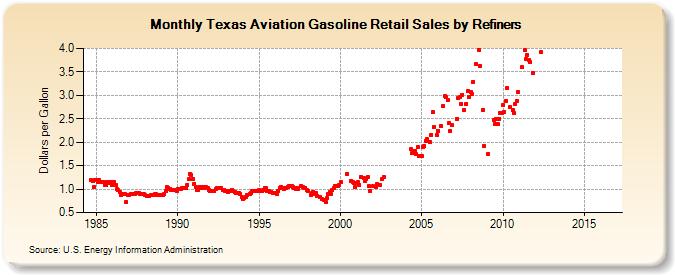 Monthly Texas Aviation Gasoline Retail Sales by Refiners
Dollars per Gallon
4.0
3.5
3.0
2.5
2.0
1.5
1.0
0.5
1985 1990 1995 2000 2005 2010 2015
Source: U.S. Energy Information Administration